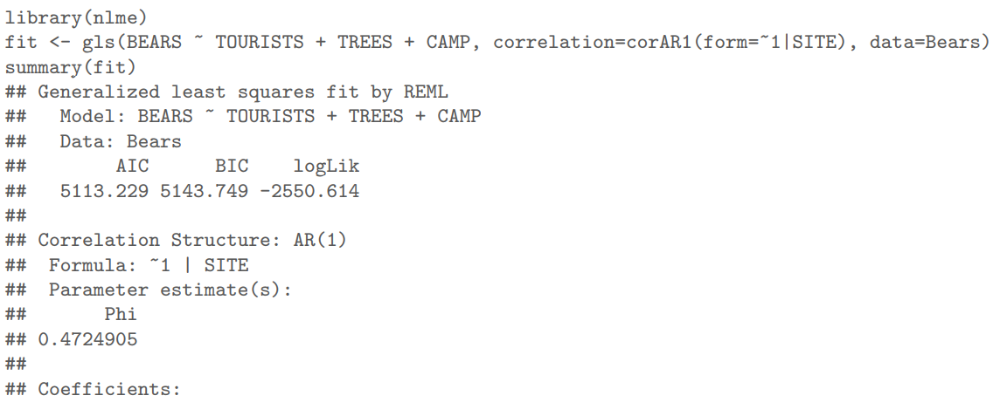 library(nlme)
fit <- gls(BEARS ~ TOURISTS + TREES + CAMP, correlation=corAR1(form=~1|SITE), data=Bears)
summary(fit)
## Generalized least squares fit by REML
##   Model: BEARS ~ TOURISTS + TREES + CAMP
##   Data: Bears
##        AIC      BIC    logLik
##   5113.229 5143.749 -2550.614
##
## Correlation Structure: AR(1)
##  Formula: ~1 | SITE
##  Parameter estimate(s):
##       Phi
## 0.4724905
##
## Coefficients: